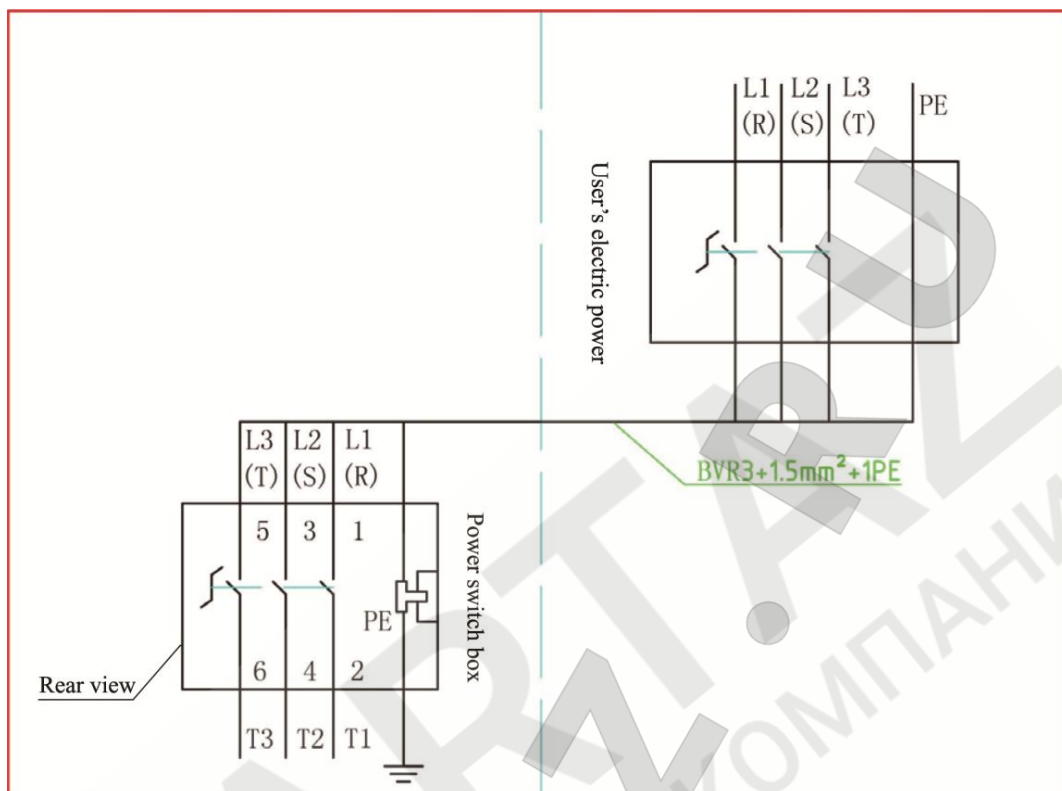 L1 L2 L3 PE
(R) (S) (T)
User's electric power
BVR3+1.5mm²+1PE
L3 L2 L1
(T) (S) (R)
5 3 1
Power switch box
PE
6 4 2
Rear view
T3 T2 T1
КОМПАНИ